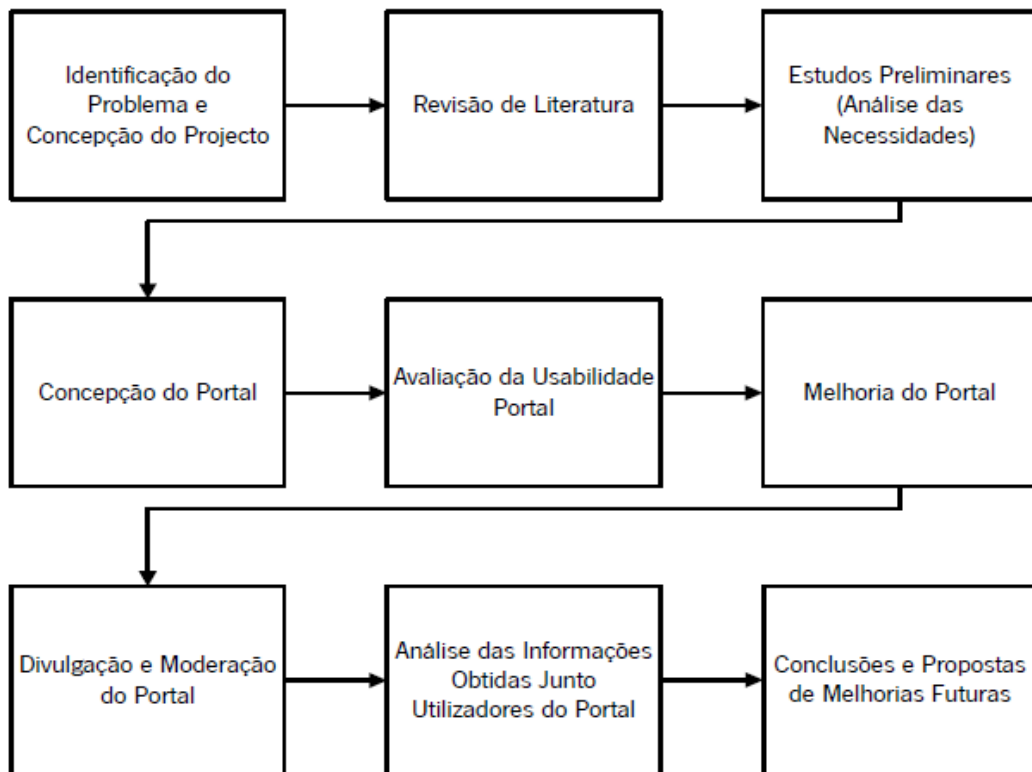 Identificação do
Problema e
Concepção do Projecto
Revisão de Literatura
Estudos Preliminares
(Análise das
Necessidades)
Concepção do Portal
Avaliação da Usabilidade
Portal
Melhoria do Portal
Divulgação e Moderação
do Portal
Análise das Informações
Obtidas Junto
Utilizadores do Portal
Conclusões e Propostas
de Melhorias Futuras